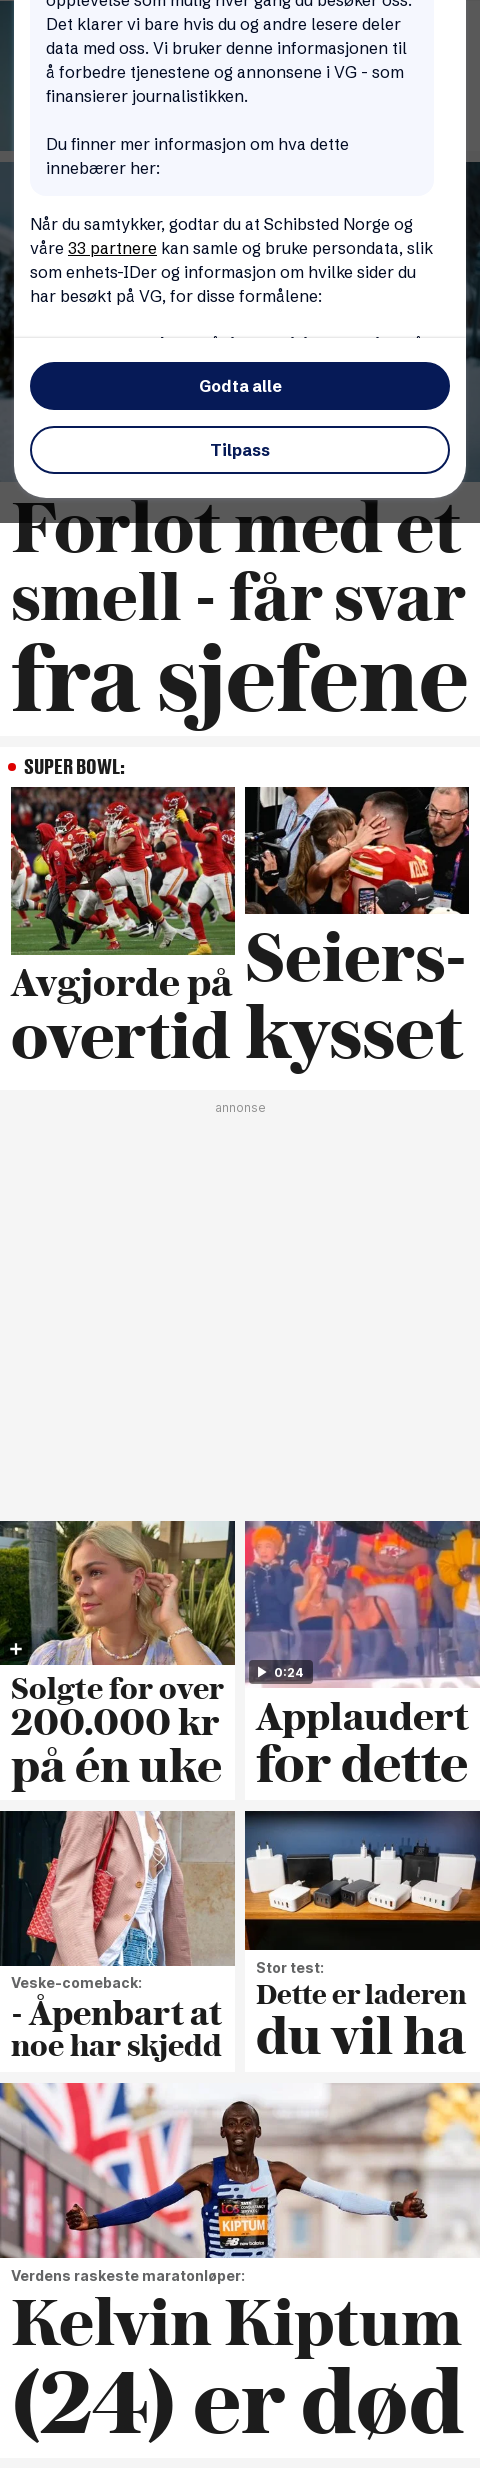 opplevelse som mulig hver gang du besøker oss.
Det klarer vi bare hvis du og andre lesere deler
data med oss. Vi bruker denne informasjonen til
å forbedre tjenestene og annonsene i VG - som
finansierer journalistikken.
Du finner mer informasjon om hva dette
innebærer her:
Når du samtykker, godtar du at Schibsted Norge og
våre 33 partnere kan samle og bruke persondata, slik
som enhets-IDer og informasjon om hvilke sider du
har besøkt på VG, for disse formålene:
Godta alle
Tilpass
Forlot med et
smell - får svar
fra sjefene
SUPER BOWL:
Avgjorde på
overtid
Seiers-
kysset
annonse
Solgte for over
200.000 kr
på én uke
0:24
Applaudert
for dette
Veske-comeback:
- Åpenbart at
noe har skjedd
Stor test:
Dette er laderen
du vil ha
KIPTUM
new balance
Verdens raskeste maratonløper:
Kelvin Kiptum
(24) er død